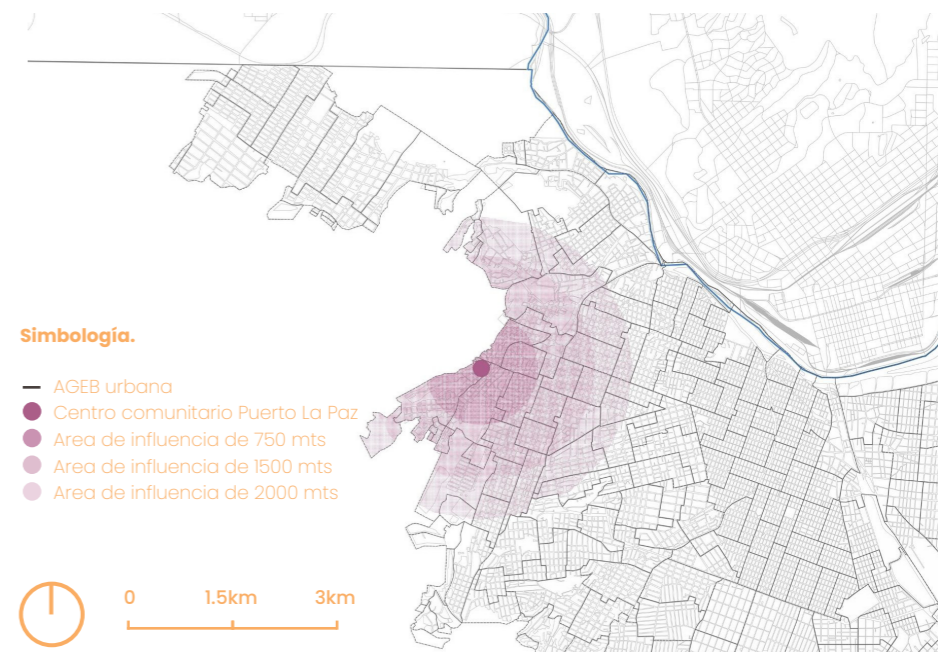 Simbología.
AGEB urbana
Centro comunitario Puerto La Paz
Area de influencia de 750 mts
Area de influencia de 1500 mts
Area de influencia de 2000 mts
0 1.5km 3km